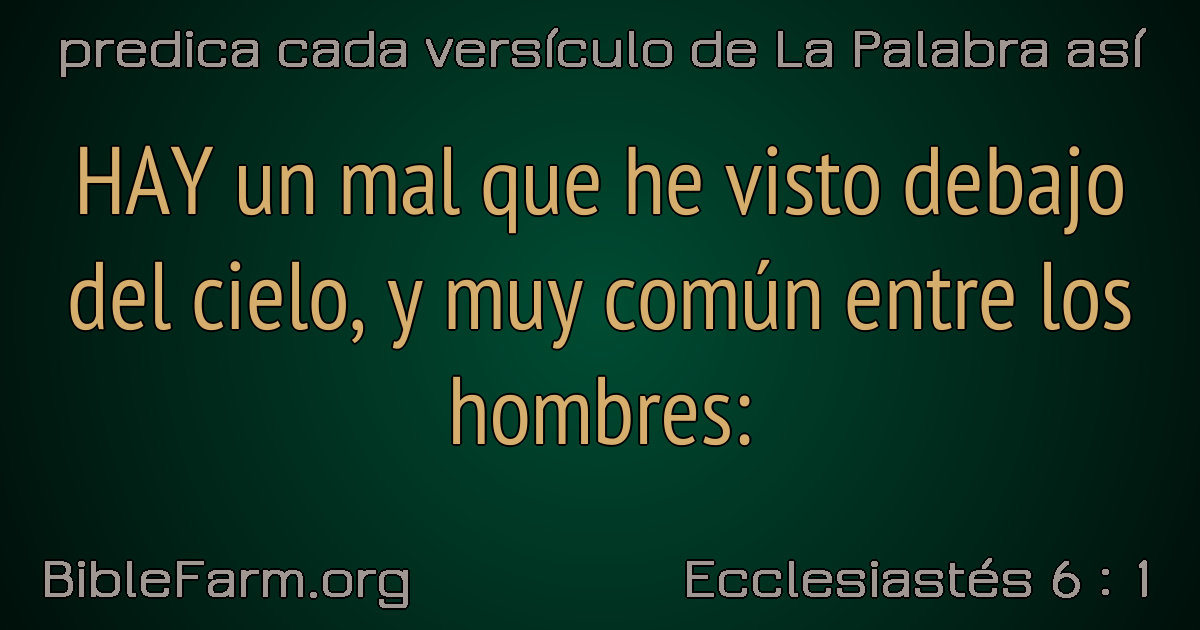 predica cada versículo de La Palabra así
HAY un mal que he visto debajo
del cielo, y muy común entre los
hombres:
BibleFarm.org
Ecclesiastés 6 : 1